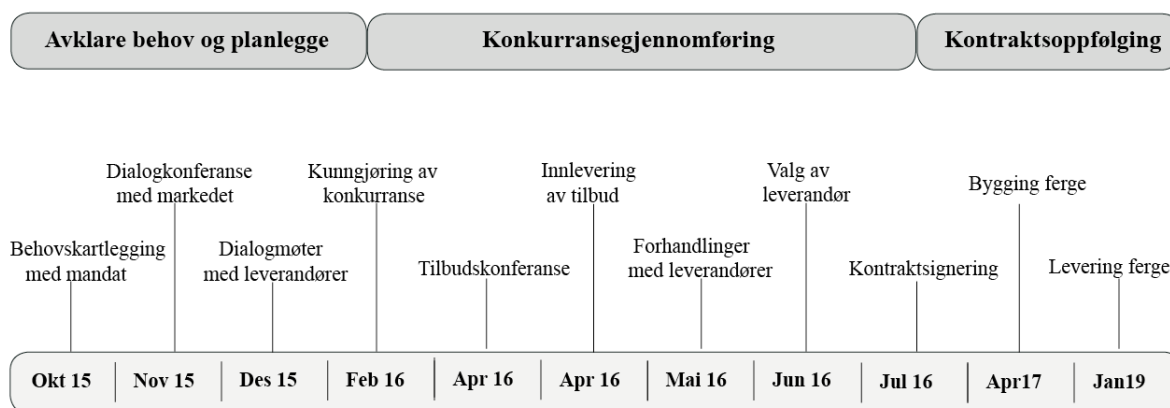 Avklare behov og planlegge
Konkurransegjennomføring
Kontraktsoppfølging
Dialogkonferanse
med markedet
Kunngjøring av
konkurranse
Innlevering
av tilbud
Valg av
leverandør
Bygging ferge
Behovskartlegging
med mandat
Dialogmøter
med leverandører
Tilbudskonferanse
Forhandlinger
med leverandører
Kontraktsignering
Levering ferge
Okt 15
Nov 15
Des 15
Feb 16
Apr 16
Apr 16
Mai 16
Jun 16
Jul 16
Apr17
Jan19